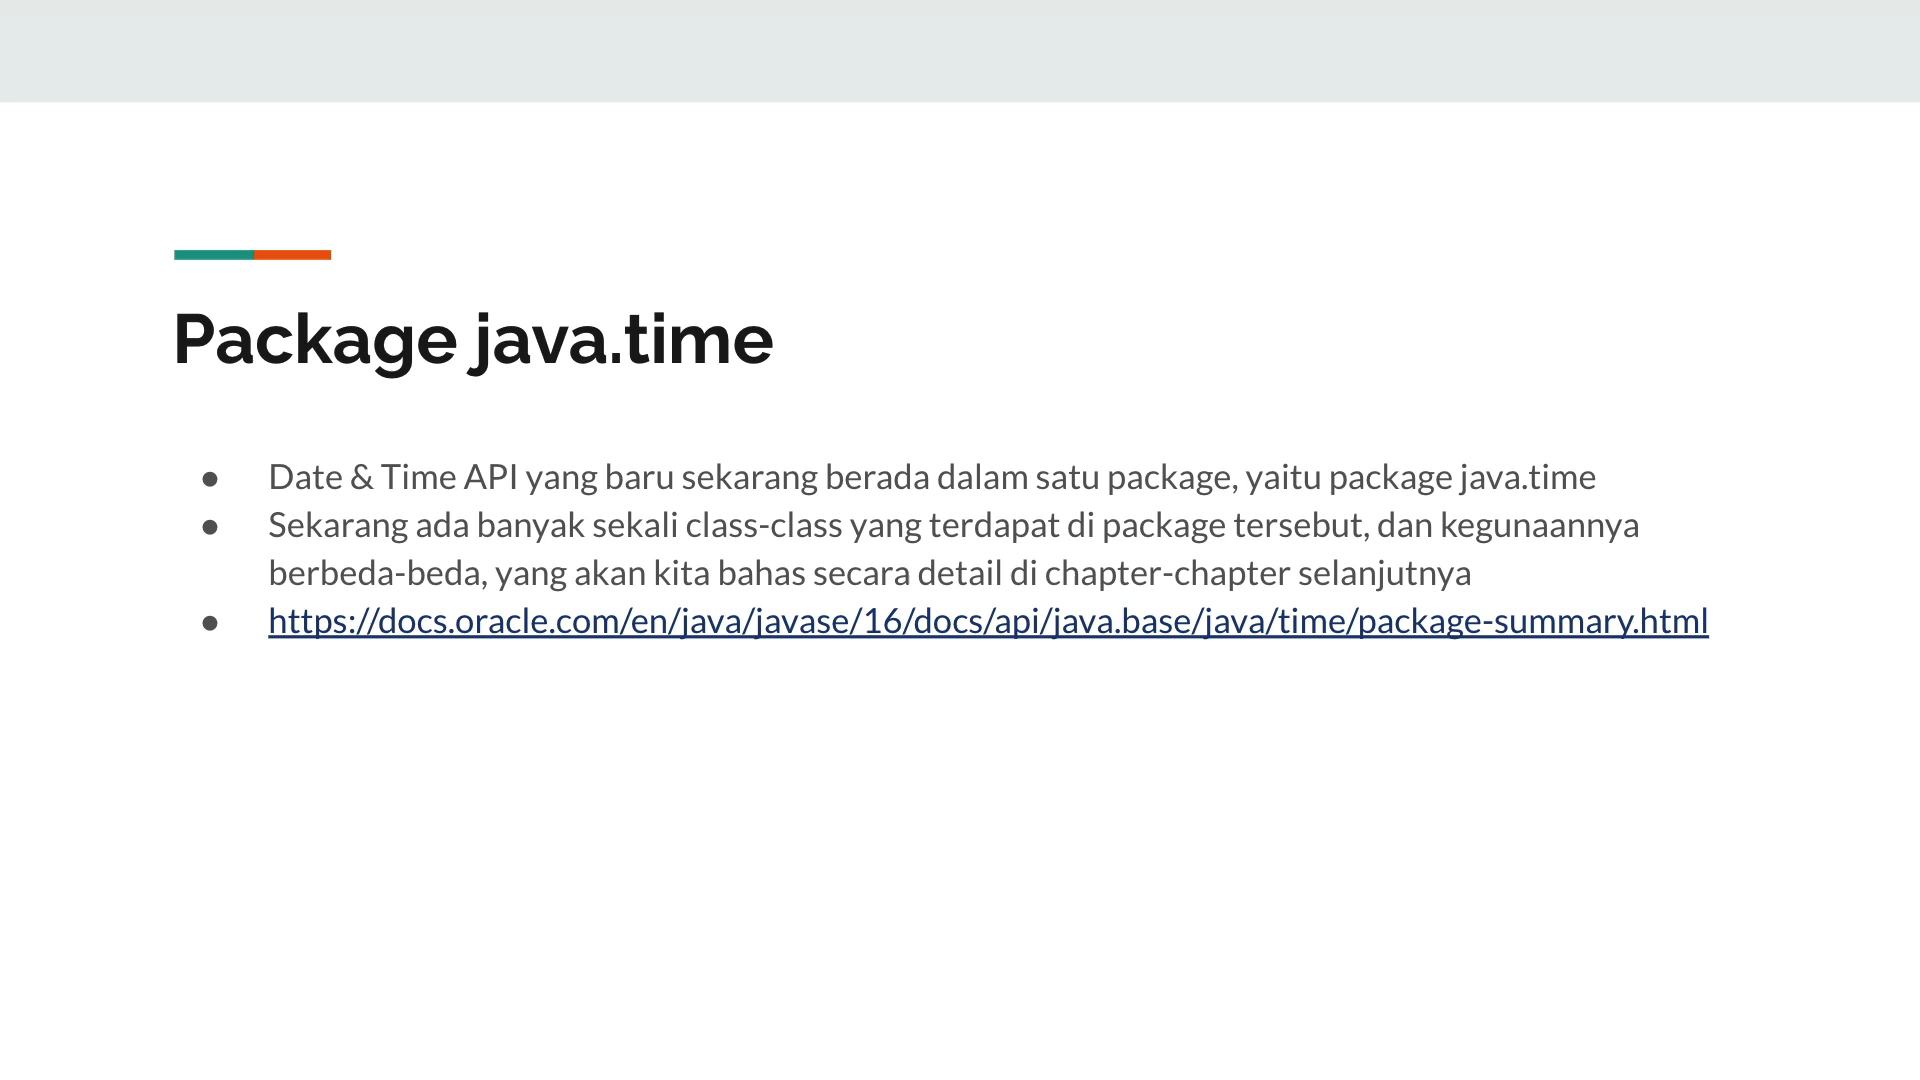 Package java.time
● Date & Time API yang baru sekarang berada dalam satu package, yaitu package java.time
● Sekarang ada banyak sekali class-class yang terdapat di package tersebut, dan kegunaannya
berbeda-beda, yang akan kita bahas secara detail di chapter-chapter selanjutnya
● https://docs.oracle.com/en/java/javase/16/docs/api/java.base/java/time/package-summary.html